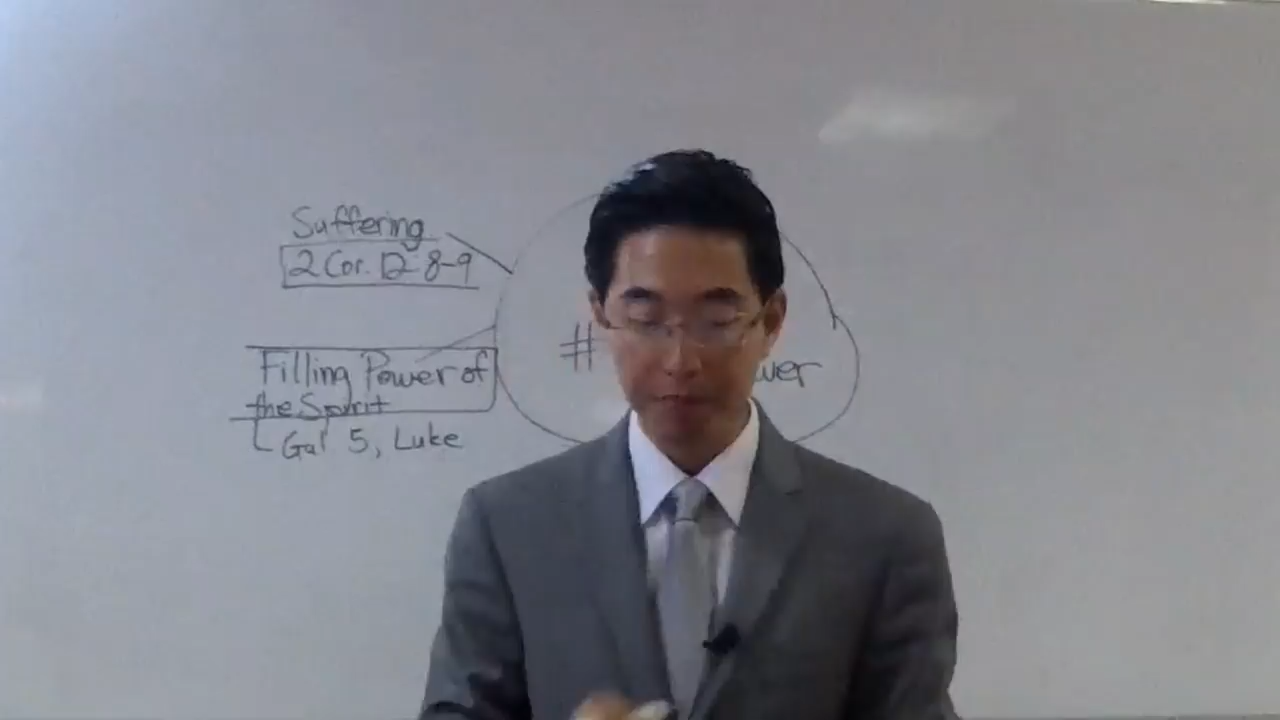 Suffering
2 Cor. 12:8-9
Filling Power of
the Spirit
Gal 5, Luke
#
wer